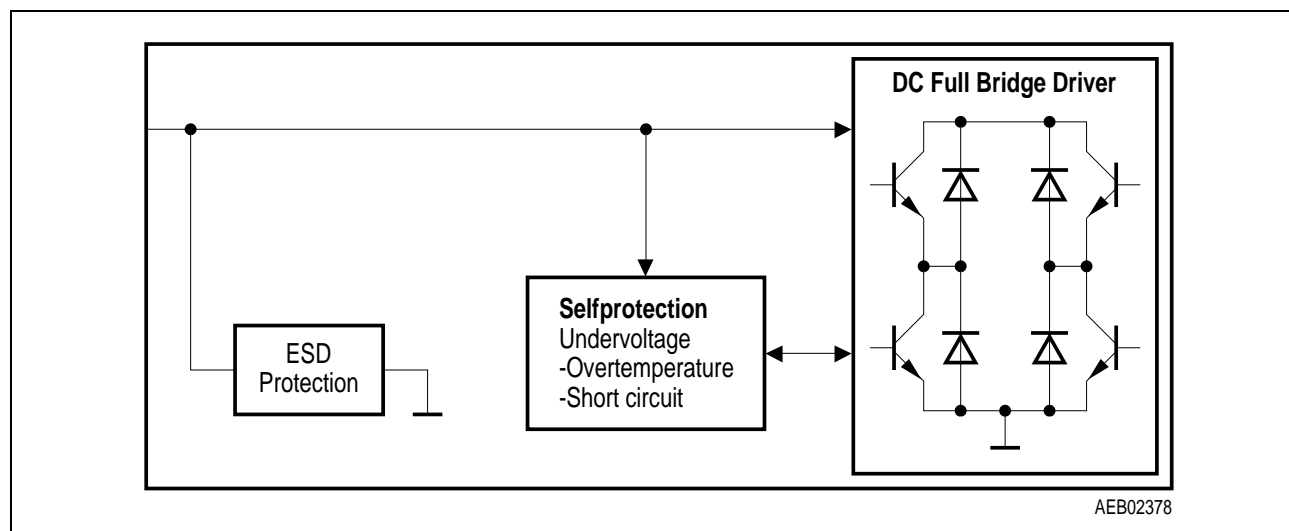 DC Full Bridge Driver
Selfprotection
Undervoltage
-Overtemperature
-Short circuit
ESD
Protection
AEB02378